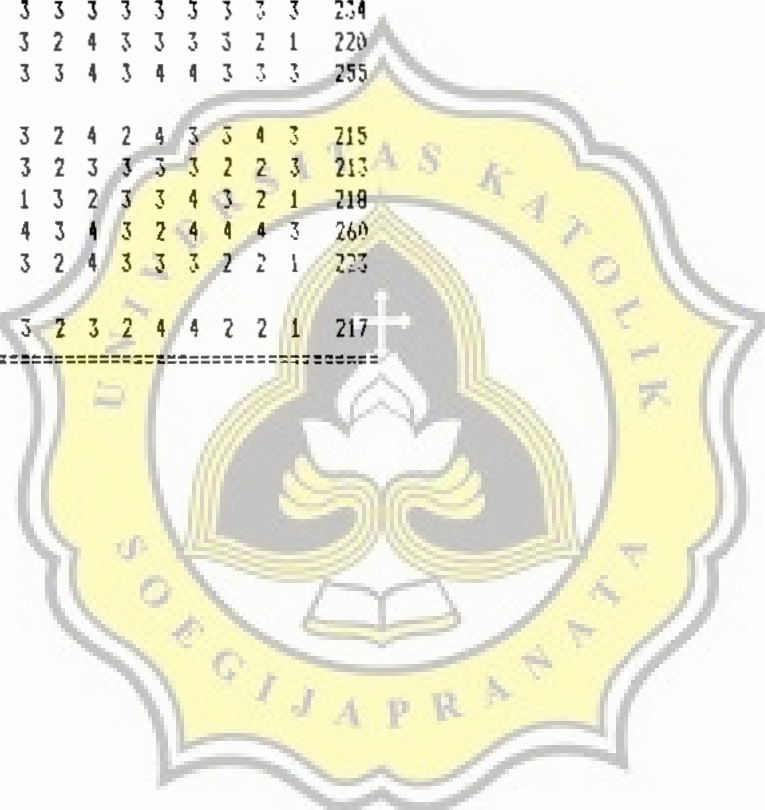 3 3 3 3 3 3 3 3 3 234
3 2 4 3 3 3 3 2 1 220
3 3 4 3 4 4 3 3 3 255
3 2 4 2 4 3 3 4 3 215
3 2 3 3 3 3 2 2 3 213
1 3 2 3 3 4 3 2 1 218
4 3 4 3 2 4 4 4 3 260
3 2 4 3 3 3 2 2 1 223
3 2 3 2 4 4 2 2 1 217
UNIVERSITAS KATOLIK
SOEGIJAPRANATA